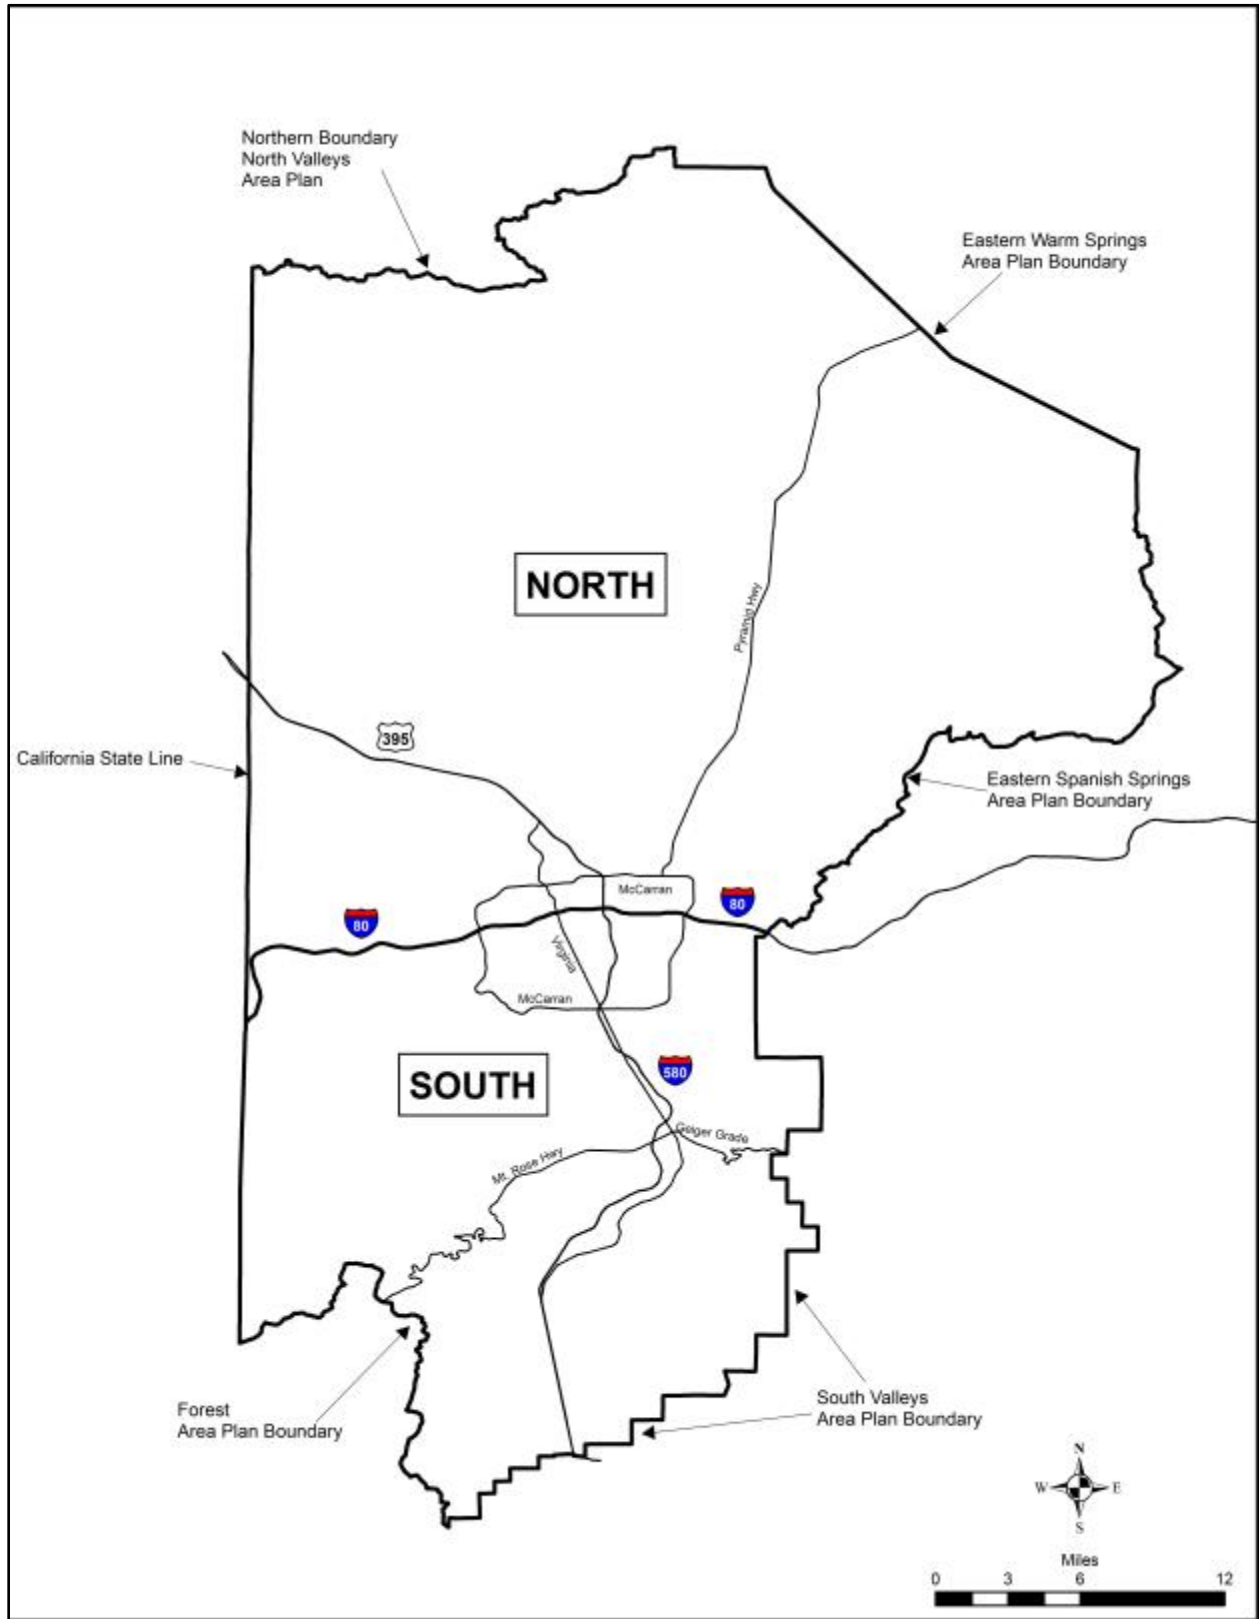 Northern Boundary
North Valleys
Area Plan
Eastern Warm Springs
Area Plan Boundary
NORTH
Pyramid Hwy
395
California State Line
Eastern Spanish Springs
Area Plan Boundary
McCarran
80
80
Virginia
McCarran
580
SOUTH
Geiger Grade
Mt. Rose Hwy
Forest
Area Plan Boundary
South Valleys
Area Plan Boundary
N
W E
S
Miles
0 3 6 12